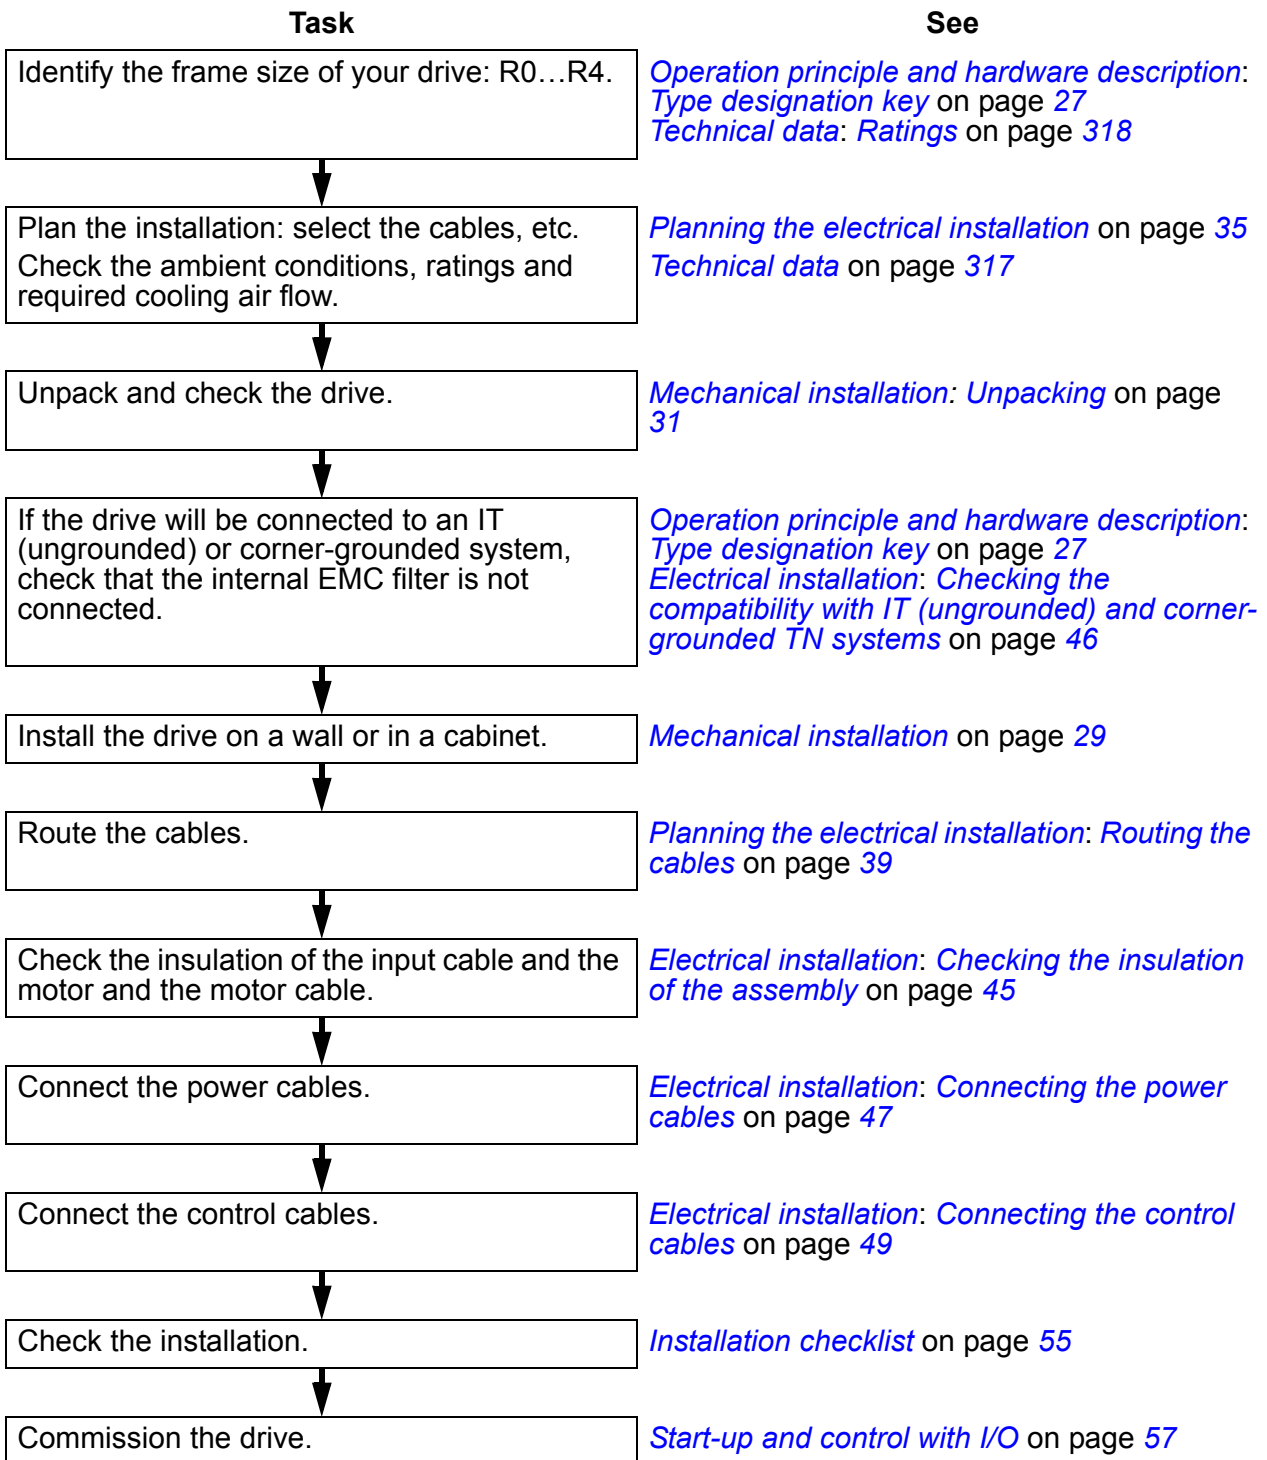 Task
See
Identify the frame size of your drive: R0…R4.
Operation principle and hardware description:
Type designation key on page 27
Technical data: Ratings on page 318
Plan the installation: select the cables, etc.
Check the ambient conditions, ratings and
required cooling air flow.
Planning the electrical installation on page 35
Technical data on page 317
Unpack and check the drive.
Mechanical installation: Unpacking on page
31
If the drive will be connected to an IT
(ungrounded) or corner-grounded system,
check that the internal EMC filter is not
connected.
Operation principle and hardware description:
Type designation key on page 27
Electrical installation: Checking the
compatibility with IT (ungrounded) and corner-
grounded TN systems on page 46
Install the drive on a wall or in a cabinet.
Mechanical installation on page 29
Route the cables.
Planning the electrical installation: Routing the
cables on page 39
Check the insulation of the input cable and the
motor and the motor cable.
Electrical installation: Checking the insulation
of the assembly on page 45
Connect the power cables.
Electrical installation: Connecting the power
cables on page 47
Connect the control cables.
Electrical installation: Connecting the control
cables on page 49
Check the installation.
Installation checklist on page 55
Commission the drive.
Start-up and control with I/O on page 57